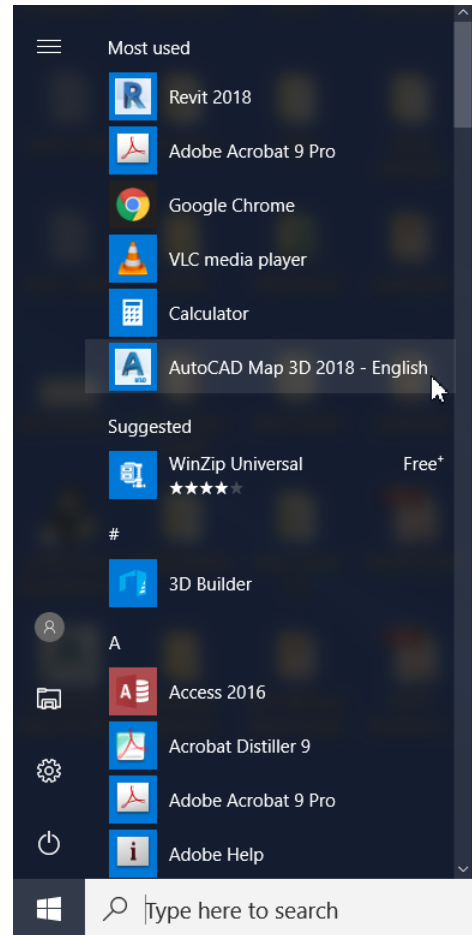 Most used
Revit 2018
Adobe Acrobat 9 Pro
Google Chrome
VLC media player
Calculator
AutoCAD Map 3D 2018 - English
Suggested
WinZip Universal Free+
#
3D Builder
A
Access 2016
Acrobat Distiller 9
Adobe Acrobat 9 Pro
Adobe Help
Type here to search